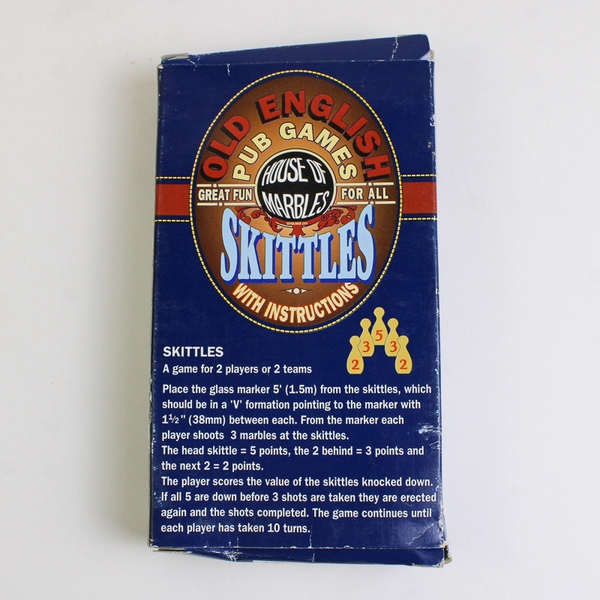 OLD ENGLISH
PUB GAMES
HOUSE OF
MARBLES
GREAT FUN FOR ALL
SKITTLES
WITH INSTRUCTIONS
2 3 5 3 2
SKITTLES
A game for 2 players or 2 teams
Place the glass marker 5' (1.5m) from the skittles, which
should be in a 'V' formation pointing to the marker with
1½" (38mm) between each. From the marker each
player shoots 3 marbles at the skittles.
The head skittle = 5 points, the 2 behind = 3 points and
the next 2 = 2 points.
The player scores the value of the skittles knocked down.
If all 5 are down before 3 shots are taken they are erected
again and the shots completed. The game continues until
each player has taken 10 turns.